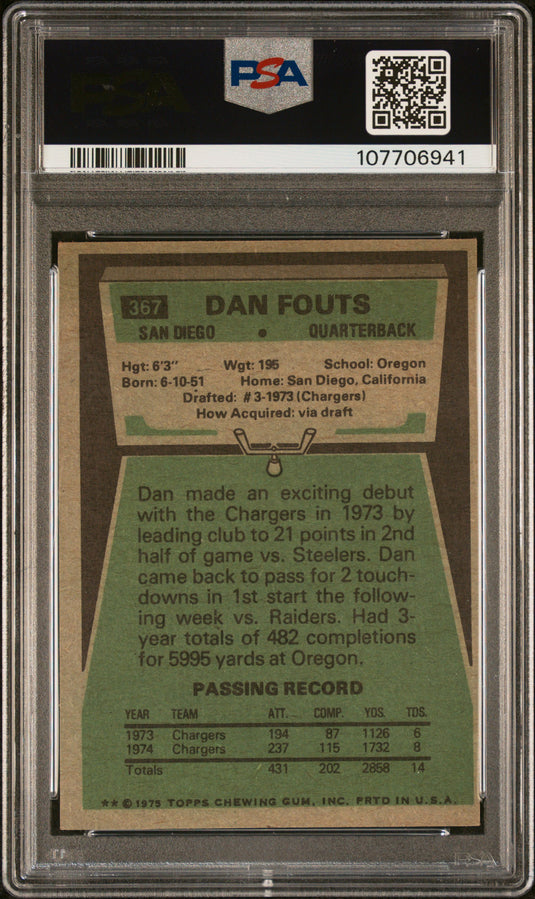 PSA
107706941
367 DAN FOUTS
SAN DIEGO • QUARTERBACK
Hgt: 6'3" Wgt: 195 School: Oregon
Born: 6-10-51 Home: San Diego, California
Drafted: #3-1973 (Chargers)
How Acquired: via draft
Dan made an exciting debut
with the Chargers in 1973 by
leading club to 21 points in 2nd
half of game vs. Steelers. Dan
came back to pass for 2 touch-
downs in 1st start the follow-
ing week vs. Raiders. Had 3-
year totals of 482 completions
for 5995 yards at Oregon.
PASSING RECORD
YEAR TEAM ATT. COMP. YDS. TDS.
1973 Chargers 194 87 1126 6
1974 Chargers 237 115 1732 8
Totals 431 202 2858 14
** © 1975 TOPPS CHEWING GUM, INC. PRTD IN U.S.A.
PSA